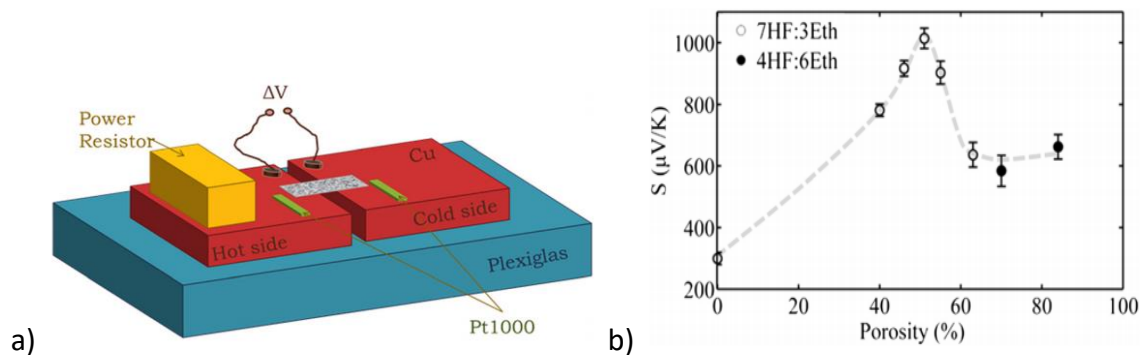 ΔV
Power
Resistor
Cu
Hot side
Cold side
Plexiglas
Pt1000
a)
7HF:3Eth
4HF:6Eth
S (μV/K)
1000
800
600
400
200
0
20
40
60
80
100
Porosity (%)
b)